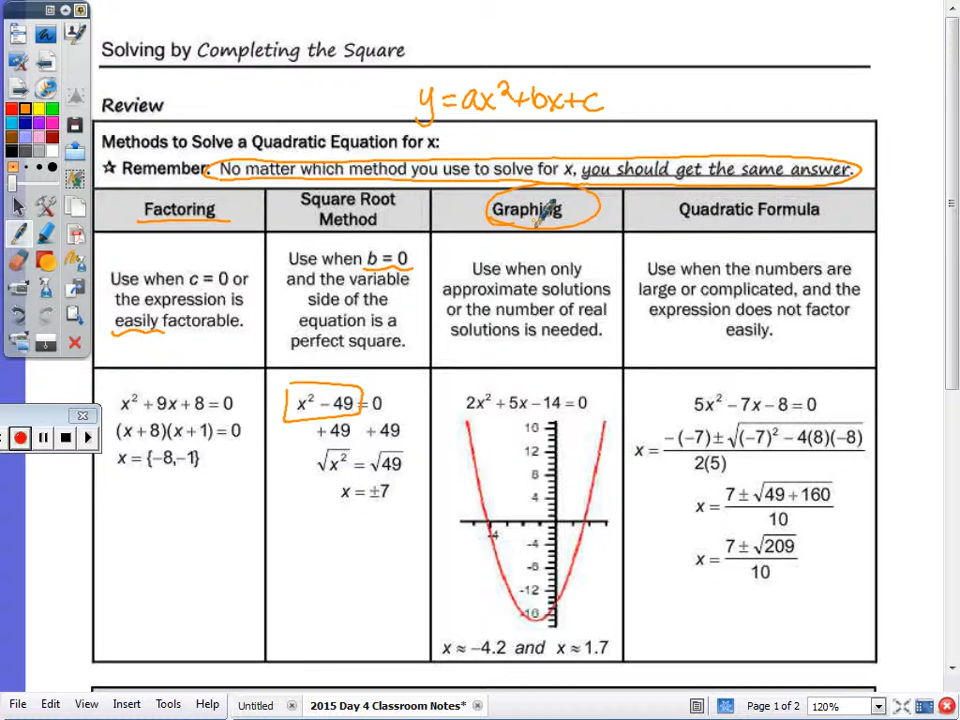 Solving by Completing the Square
Review
y=ax²+bx+c
Methods to Solve a Quadratic Equation for x:
☆ Remember: No matter which method you use to solve for x, you should get the same answer.
Factoring
Square Root
Method
Graphing
Quadratic Formula
Use when c = 0 or
the expression is
easily factorable.
Use when b = 0
and the variable
side of the
equation is a
perfect square.
Use when only
approximate solutions
or the number of real
solutions is needed.
Use when the numbers are
large or complicated, and the
expression does not factor
easily.
x² + 9x + 8 = 0
(x + 8)(x + 1) = 0
x = {−8,−1}
x² − 49 = 0
+ 49 + 49
√x² = √49
x = ±7
2x² + 5x − 14 = 0
12
8
4
-4
-4
-12
x ≈ −4.2 and x ≈ 1.7
5x² − 7x − 8 = 0
x = (−(−7) ± √((−7)² − 4(8)(−8))) / 2(5)
x = (7 ± √(49 + 160)) / 10
x = (7 ± √209) / 10
File Edit View Insert Tools Help
Untitled
2015 Day 4 Classroom Notes*
Page 1 of 2
120%